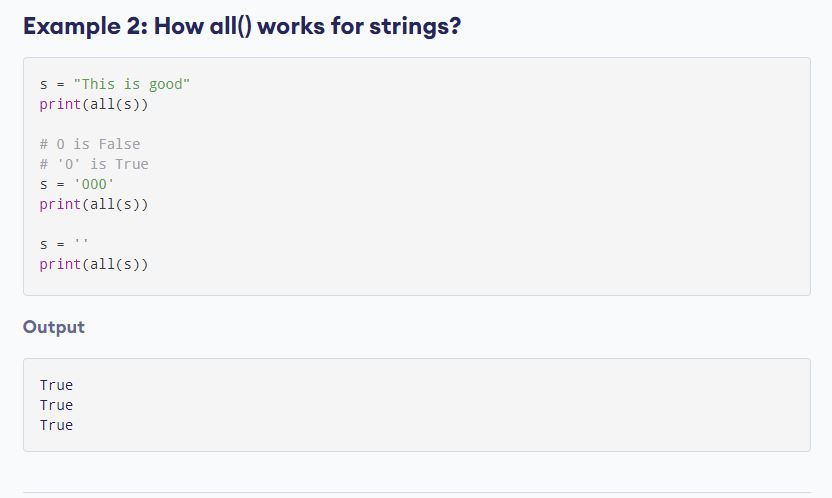 Example 2: How all() works for strings?
s = "This is good"
print(all(s))
# 0 is False
# '0' is True
s = '000'
print(all(s))
s = ''
print(all(s))
Output
True
True
True